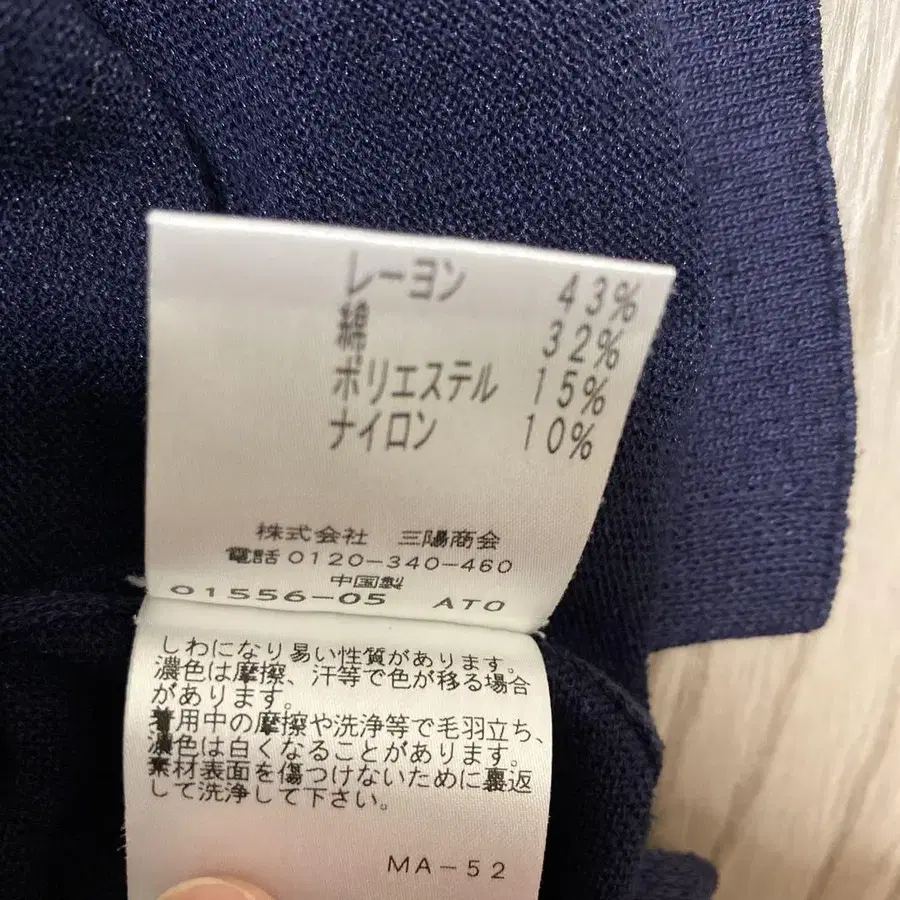 レーヨン 43%
綿 32%
ポリエステル 15%
ナイロン 10%
株式会社 三陽商会
電話0120-340-460
中国製
01556-05 ATO
しわになり易い性質があります。
濃色は摩擦、汗等で色が移る場合
があります。
着用中の摩擦や洗浄等で毛羽立ち、
濃色は白くなることがあります。
素材表面を傷つけないために裏返
して洗浄して下さい。
MA-52